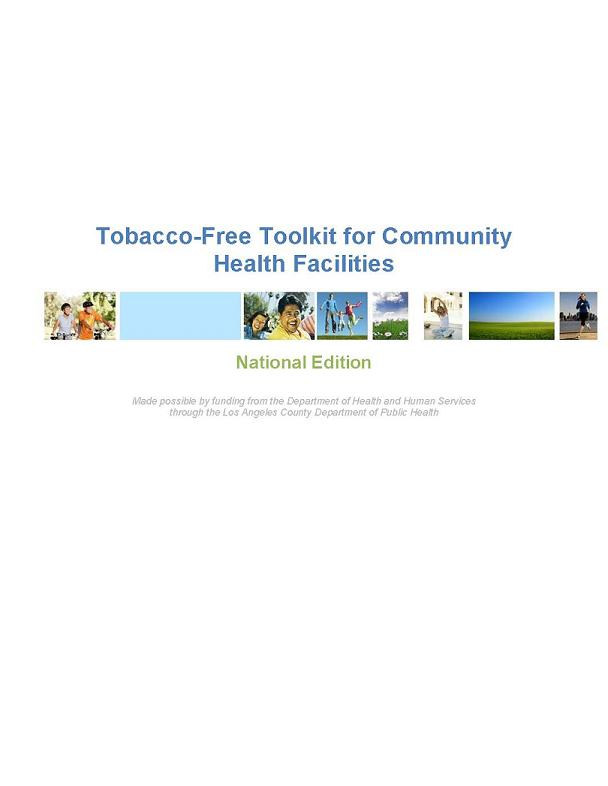 Tobacco-Free Toolkit for Community
Health Facilities
National Edition
Made possible by funding from the Department of Health and Human Services
through the Los Angeles County Department of Public Health